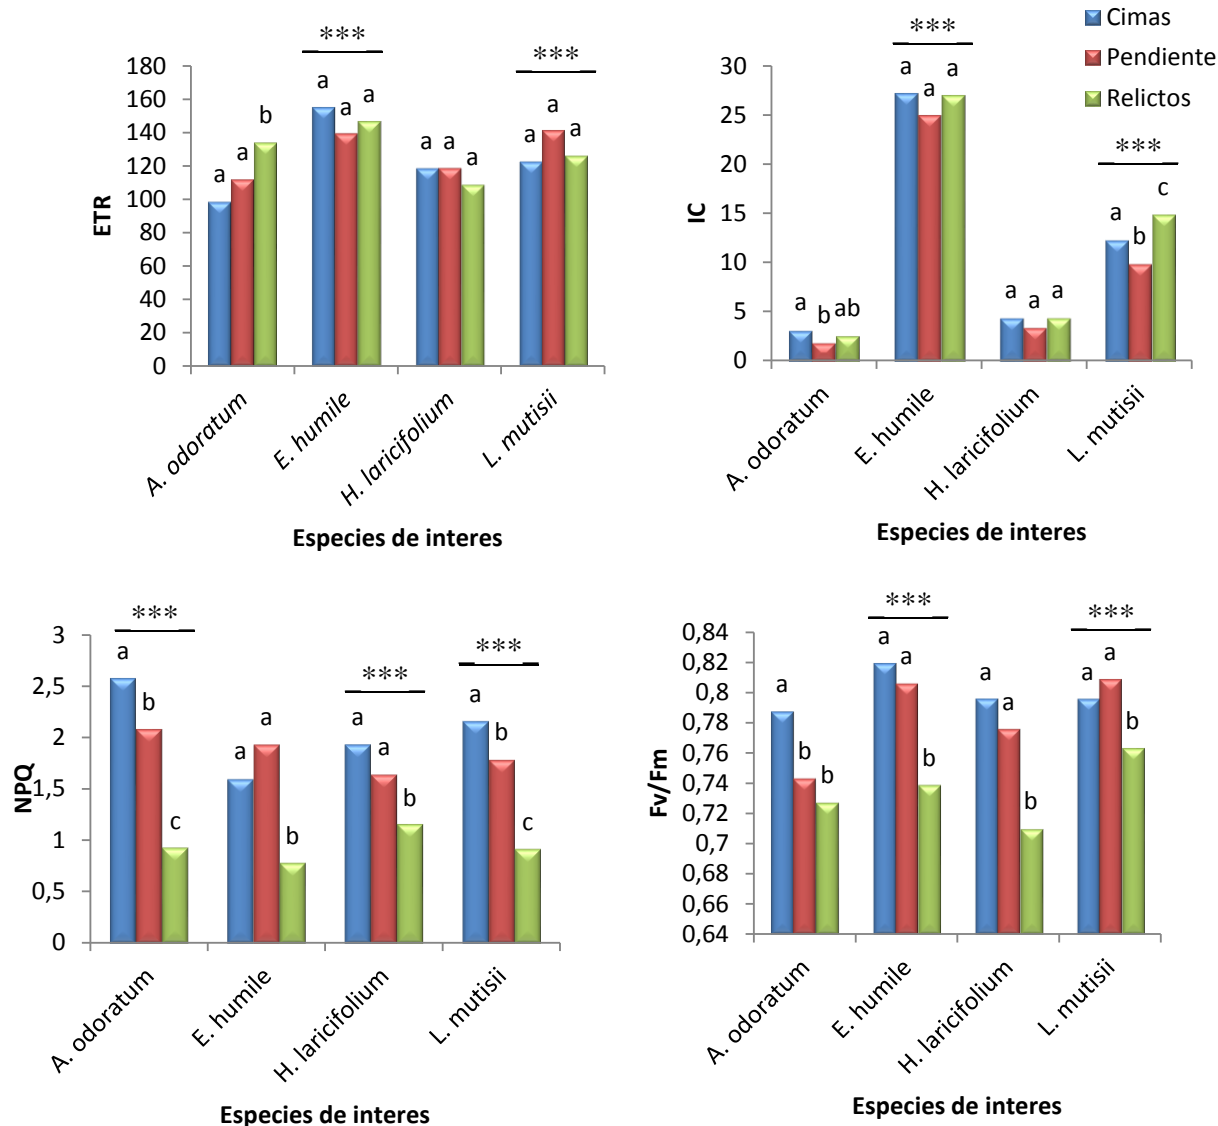 Cimas
Pendiente
Relictos
*** ***
ETR
180
160
140
120
100
80
60
40
20
0
a a b a a a a a a a a a
A. odoratum
E. humile
H. laricifolium
L. mutisii
Especies de interes
*** ***
IC
30
25
20
15
10
5
0
a b ab a a a a a a a b c
A. odoratum
E. humile
H. laricifolium
L. mutisii
Especies de interes
*** *** ***
NPQ
3
2,5
2
1,5
1
0,5
0
a b c a a b a a b a b c
A. odoratum
E. humile
H. laricifolium
L. mutisii
Especies de interes
*** ***
Fv/Fm
0,84
0,82
0,8
0,78
0,76
0,74
0,72
0,7
0,68
0,66
0,64
a b b a a b a a b a a b
A. odoratum
E. humile
H. laricifolium
L. mutisii
Especies de interes